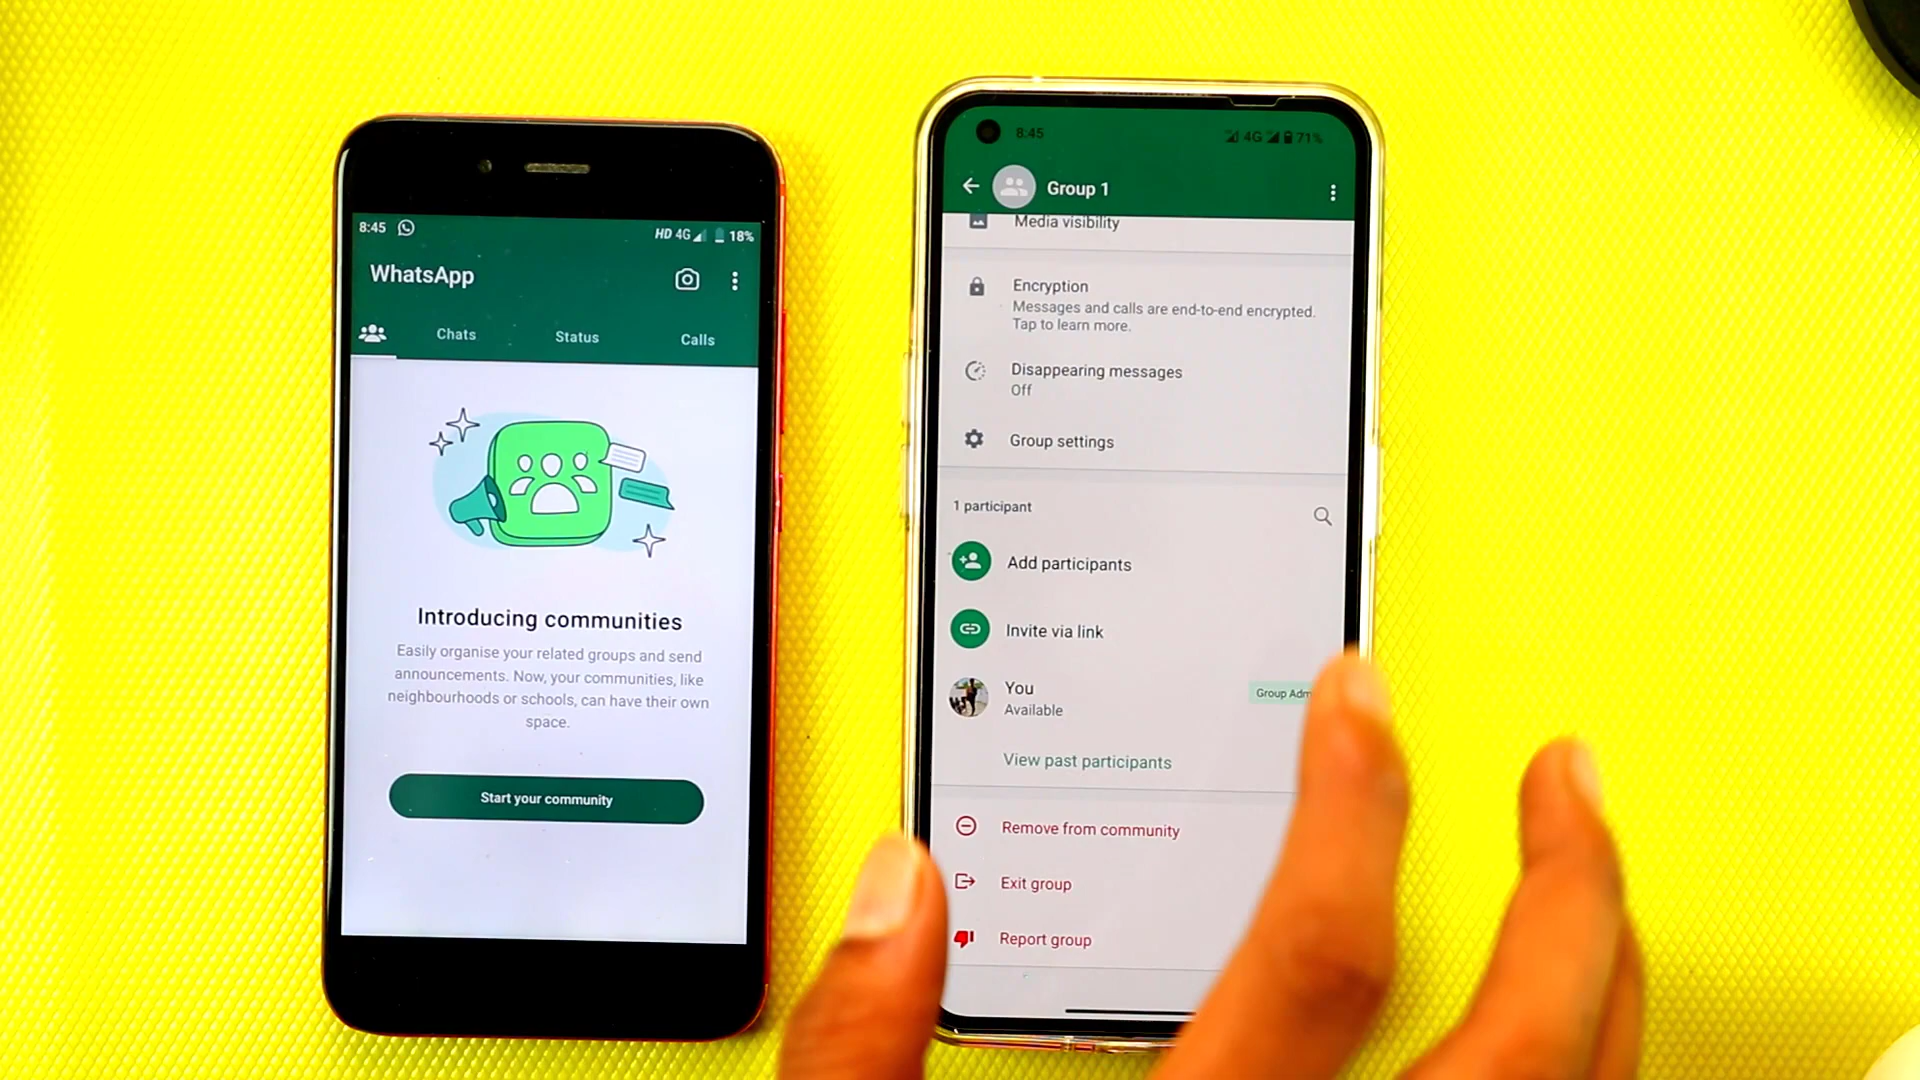 8:45
HD 4G 18%
WhatsApp
Chats
Status
Calls
Introducing communities
Easily organise your related groups and send
announcements. Now, your communities, like
neighbourhoods or schools, can have their own
space.
Start your community
8:45
4G 71%
Group 1
Media visibility
Encryption
Messages and calls are end-to-end encrypted.
Tap to learn more.
Disappearing messages
Off
Group settings
1 participant
Add participants
Invite via link
You
Group Adm
Available
View past participants
Remove from community
Exit group
Report group